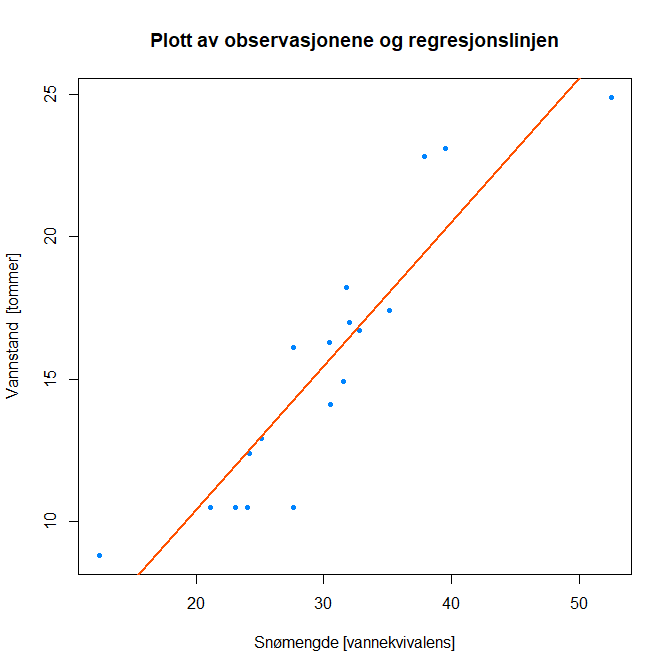 Plott av observasjonene og regresjonslinjen
25
20
15
10
Vannstand [tommer]
20 30 40 50
Snømengde [vannekvivalens]